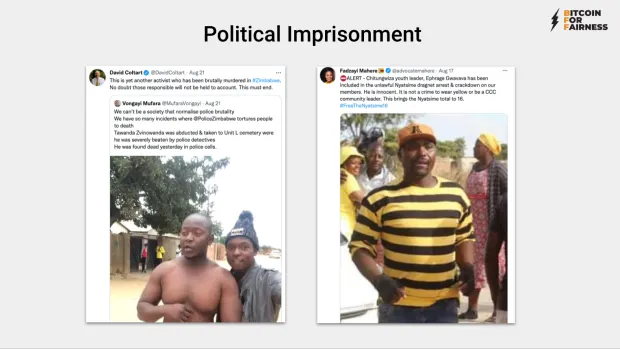 Political Imprisonment
BITCOIN
FOR
FAIRNESS
David Coltart @DavidColtart · Aug 21
This is yet another activist who has been brutally murdered in #Zimbabwe.
No doubt those responsible will not be held to account. This must end.
Vongayi Mufara @MufaraVongayi · Aug 21
We can't be a society that normalise police brutality
We have so many incidents where @PoliceZimbabwe tortures people
to death
Tawanda Zvinowanda was abducted & taken to Unit L cemetery were
he was severely beaten by police detectives
He was found dead yesterday in police cells.
Fadzayi Mahere @advocatemahere · Aug 17
ALERT - Chitungwiza youth leader, Ephrage Gwavava has been
included in the unlawful Nyatsime dragnet arrest & crackdown on our
members. He is innocent. It is not a crime to wear yellow or be a CCC
community leader. This brings the Nyatsime total to 16.
#FreeTheNyatsime16